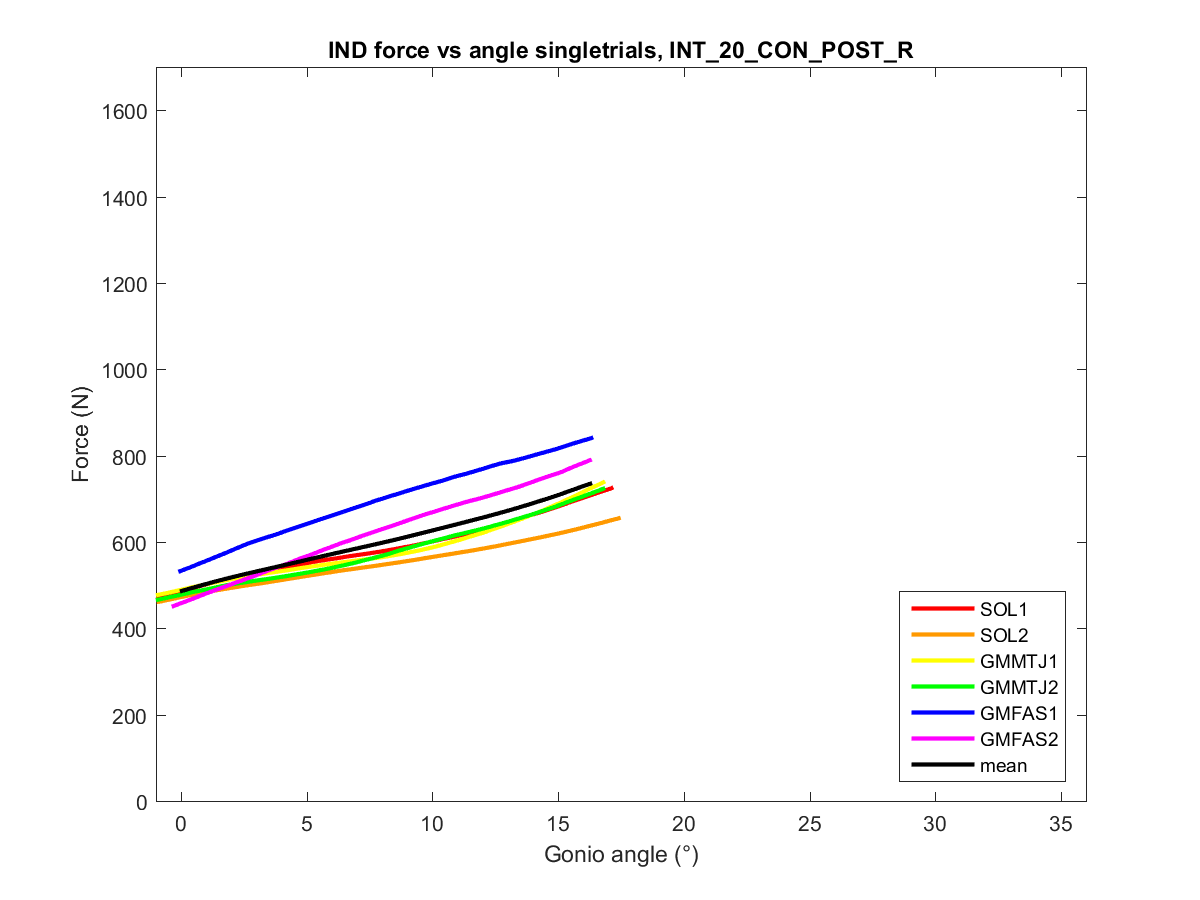 IND force vs angle singletrials, INT_20_CON_POST_R
1600
1400
1200
1000
800
600
400
200
0
Force (N)
0 5 10 15 20 25 30 35
Gonio angle (°)
SOL1
SOL2
GMMTJ1
GMMTJ2
GMFAS1
GMFAS2
mean